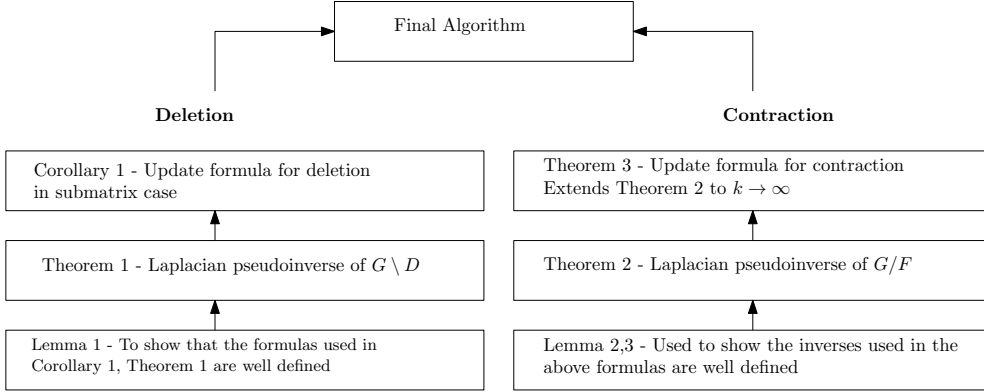 Final Algorithm
Deletion
Contraction
Corollary 1 - Update formula for deletion
in submatrix case
Theorem 3 - Update formula for contraction
Extends Theorem 2 to k → ∞
Theorem 1 - Laplacian pseudoinverse of G \ D
Theorem 2 - Laplacian pseudoinverse of G/F
Lemma 1 - To show that the formulas used in
Corollary 1, Theorem 1 are well defined
Lemma 2,3 - Used to show the inverses used in the
above formulas are well defined